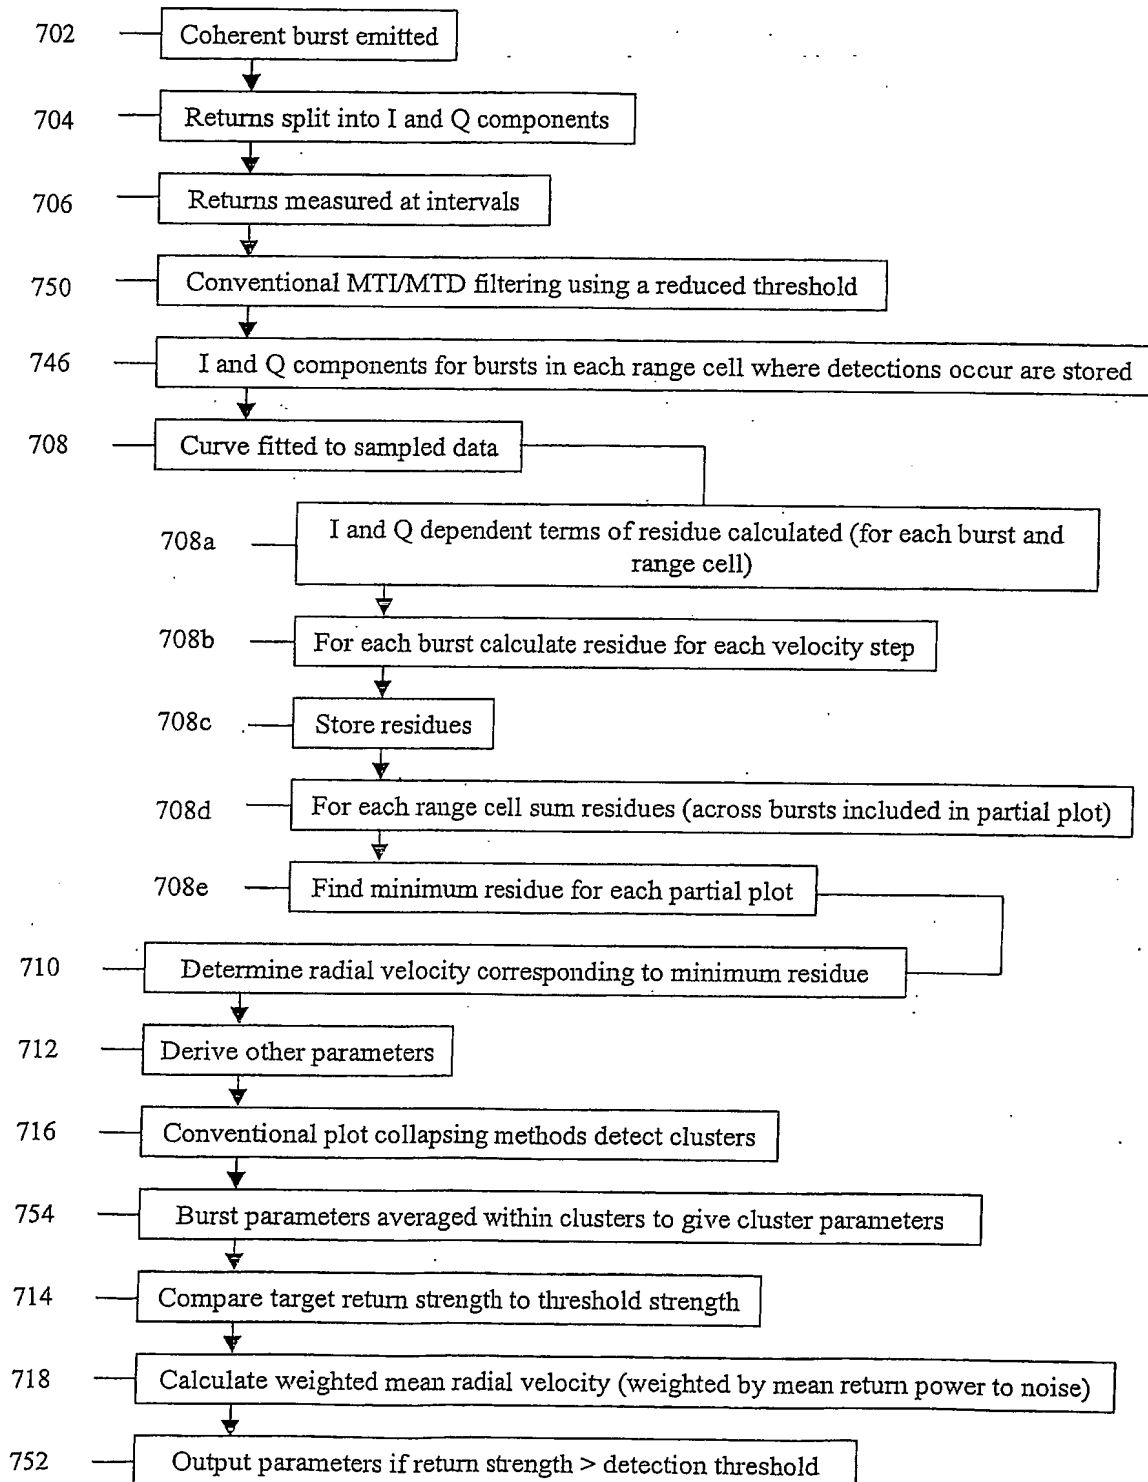 702 Coherent burst emitted
704 Returns split into I and Q components
706 Returns measured at intervals
750 Conventional MTI/MTD filtering using a reduced threshold
746 I and Q components for bursts in each range cell where detections occur are stored
708 Curve fitted to sampled data
708a I and Q dependent terms of residue calculated (for each burst and
range cell)
708b For each burst calculate residue for each velocity step
708c Store residues
708d For each range cell sum residues (across bursts included in partial plot)
708e Find minimum residue for each partial plot
710 Determine radial velocity corresponding to minimum residue
712 Derive other parameters
716 Conventional plot collapsing methods detect clusters
754 Burst parameters averaged within clusters to give cluster parameters
714 Compare target return strength to threshold strength
718 Calculate weighted mean radial velocity (weighted by mean return power to noise)
752 Output parameters if return strength > detection threshold